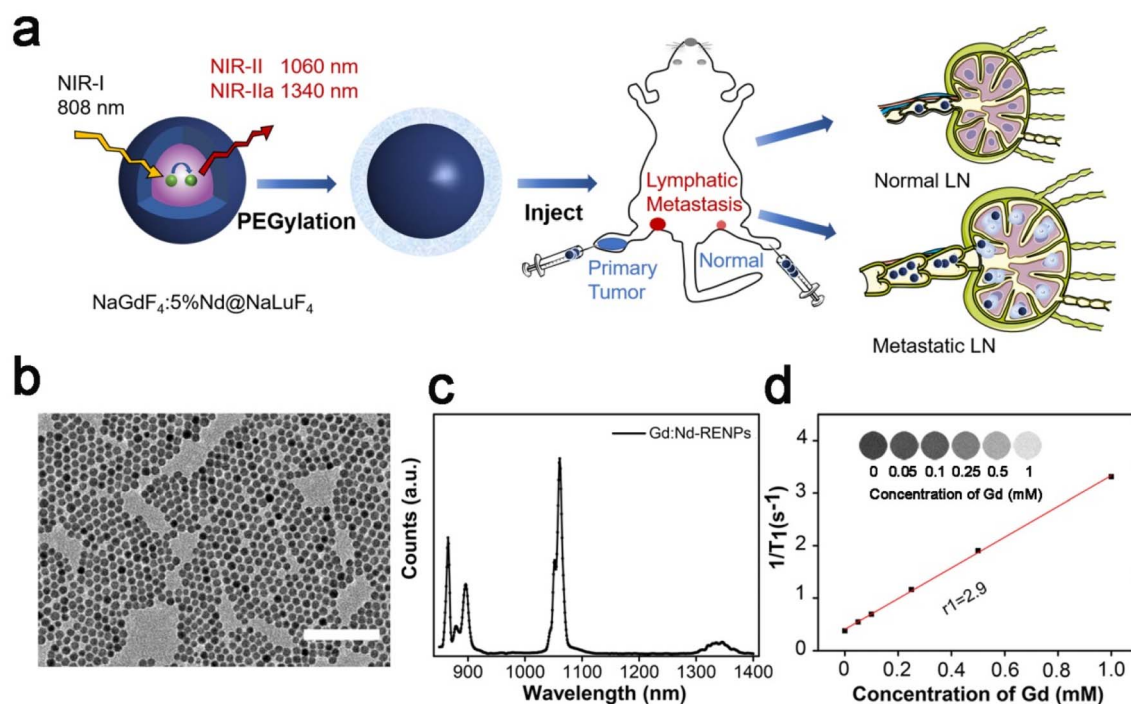 a
NIR-I
808 nm
NIR-II 1060 nm
NIR-IIa 1340 nm
PEGylation
NaGdF₄:5%Nd@NaLuF₄
Inject
Lymphatic
Metastasis
Primary
Tumor
Normal
Normal LN
Metastatic LN
b
c
Counts (a.u.)
Gd:Nd-RENPs
900 1000 1100 1200 1300 1400
Wavelength (nm)
d
1/T1(s⁻¹)
4
3
2
1
0
0 0.05 0.1 0.25 0.5 1
Concentration of Gd (mM)
r1=2.9
0 0.2 0.4 0.6 0.8 1.0
Concentration of Gd (mM)